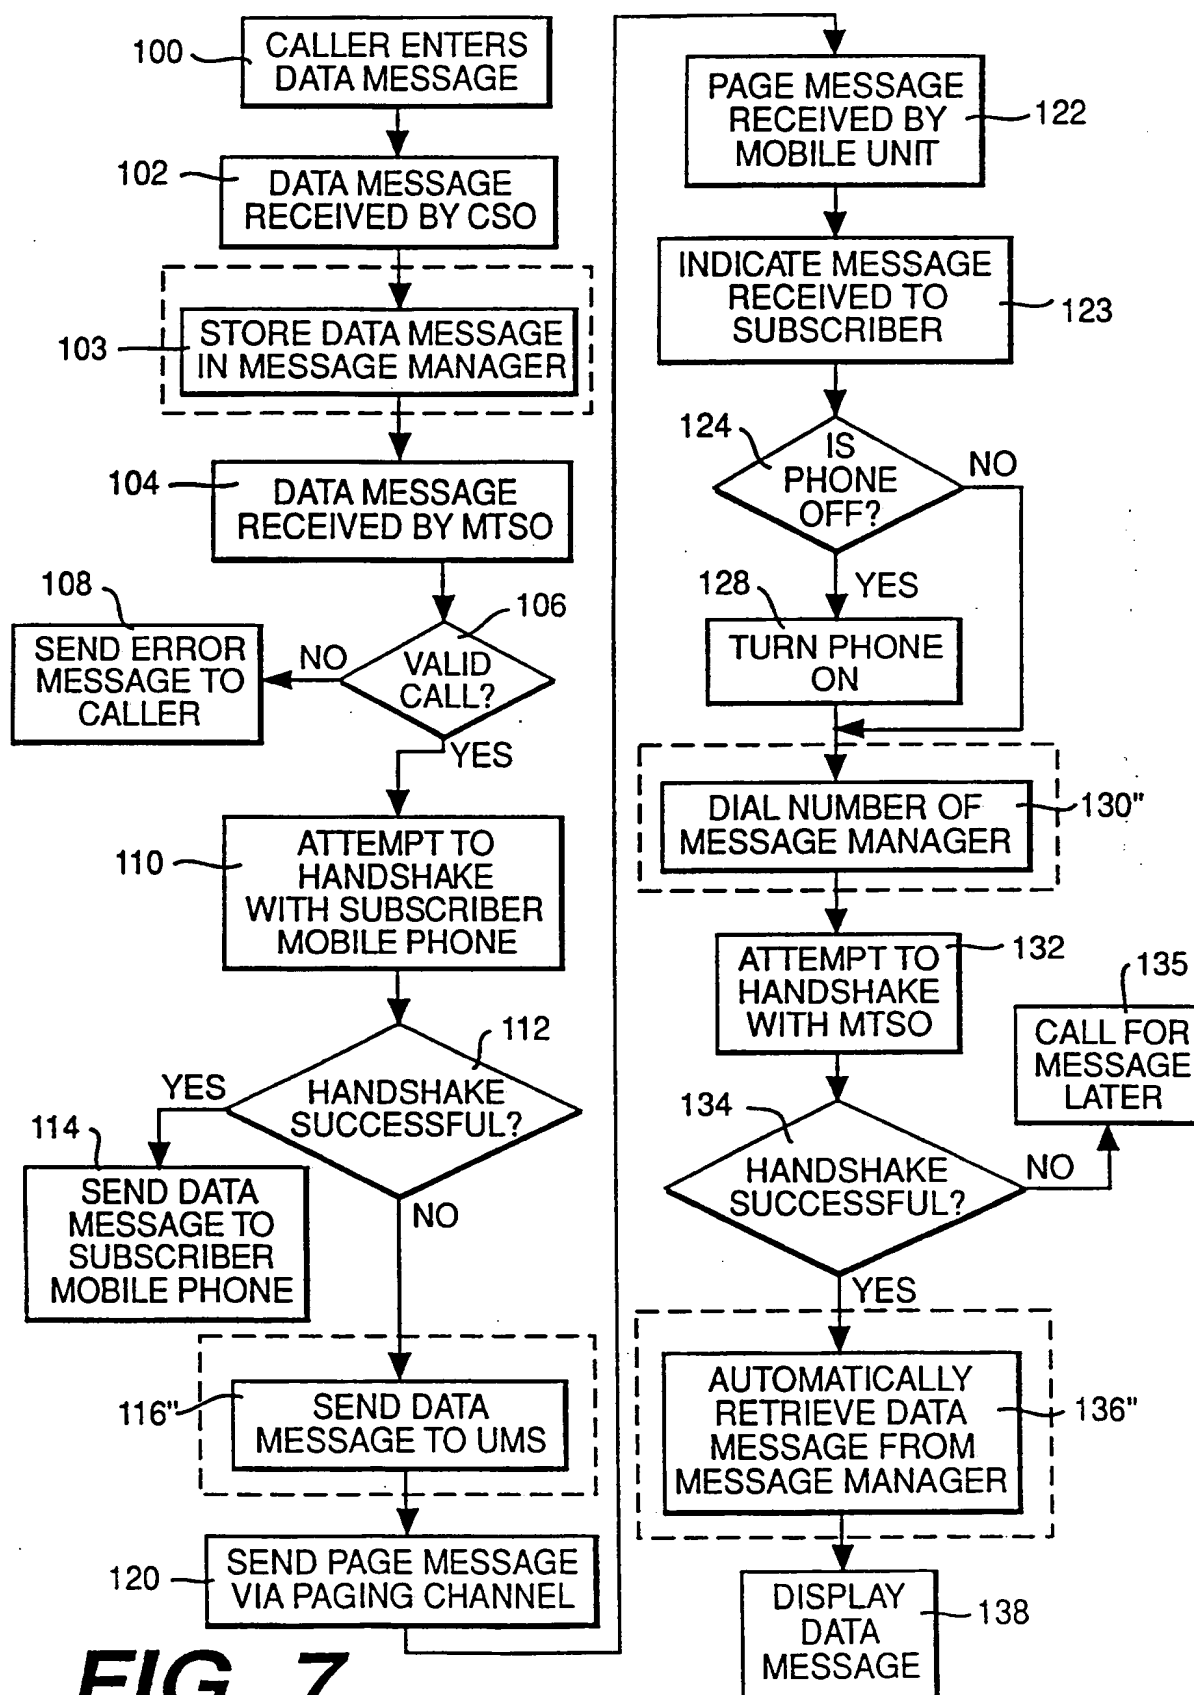 100
CALLER ENTERS
DATA MESSAGE
102
DATA MESSAGE
RECEIVED BY CSO
103
STORE DATA MESSAGE
IN MESSAGE MANAGER
104
DATA MESSAGE
RECEIVED BY MTSO
108
SEND ERROR
MESSAGE TO
CALLER
NO
106
VALID
CALL?
YES
110
ATTEMPT TO
HANDSHAKE
WITH SUBSCRIBER
MOBILE PHONE
112
HANDSHAKE
SUCCESSFUL?
YES
114
SEND DATA
MESSAGE TO
SUBSCRIBER
MOBILE PHONE
NO
116"
SEND DATA
MESSAGE TO UMS
120
SEND PAGE MESSAGE
VIA PAGING CHANNEL
PAGE MESSAGE
RECEIVED BY
MOBILE UNIT
122
INDICATE MESSAGE
RECEIVED TO
SUBSCRIBER
123
124
IS
PHONE
OFF?
NO
YES
128
TURN PHONE
ON
DIAL NUMBER OF
MESSAGE MANAGER
130"
ATTEMPT TO
HANDSHAKE
WITH MTSO
132
135
CALL FOR
MESSAGE
LATER
134
HANDSHAKE
SUCCESSFUL?
NO
YES
AUTOMATICALLY
RETRIEVE DATA
MESSAGE FROM
MESSAGE MANAGER
136"
DISPLAY
DATA
MESSAGE
138
FIG. 7